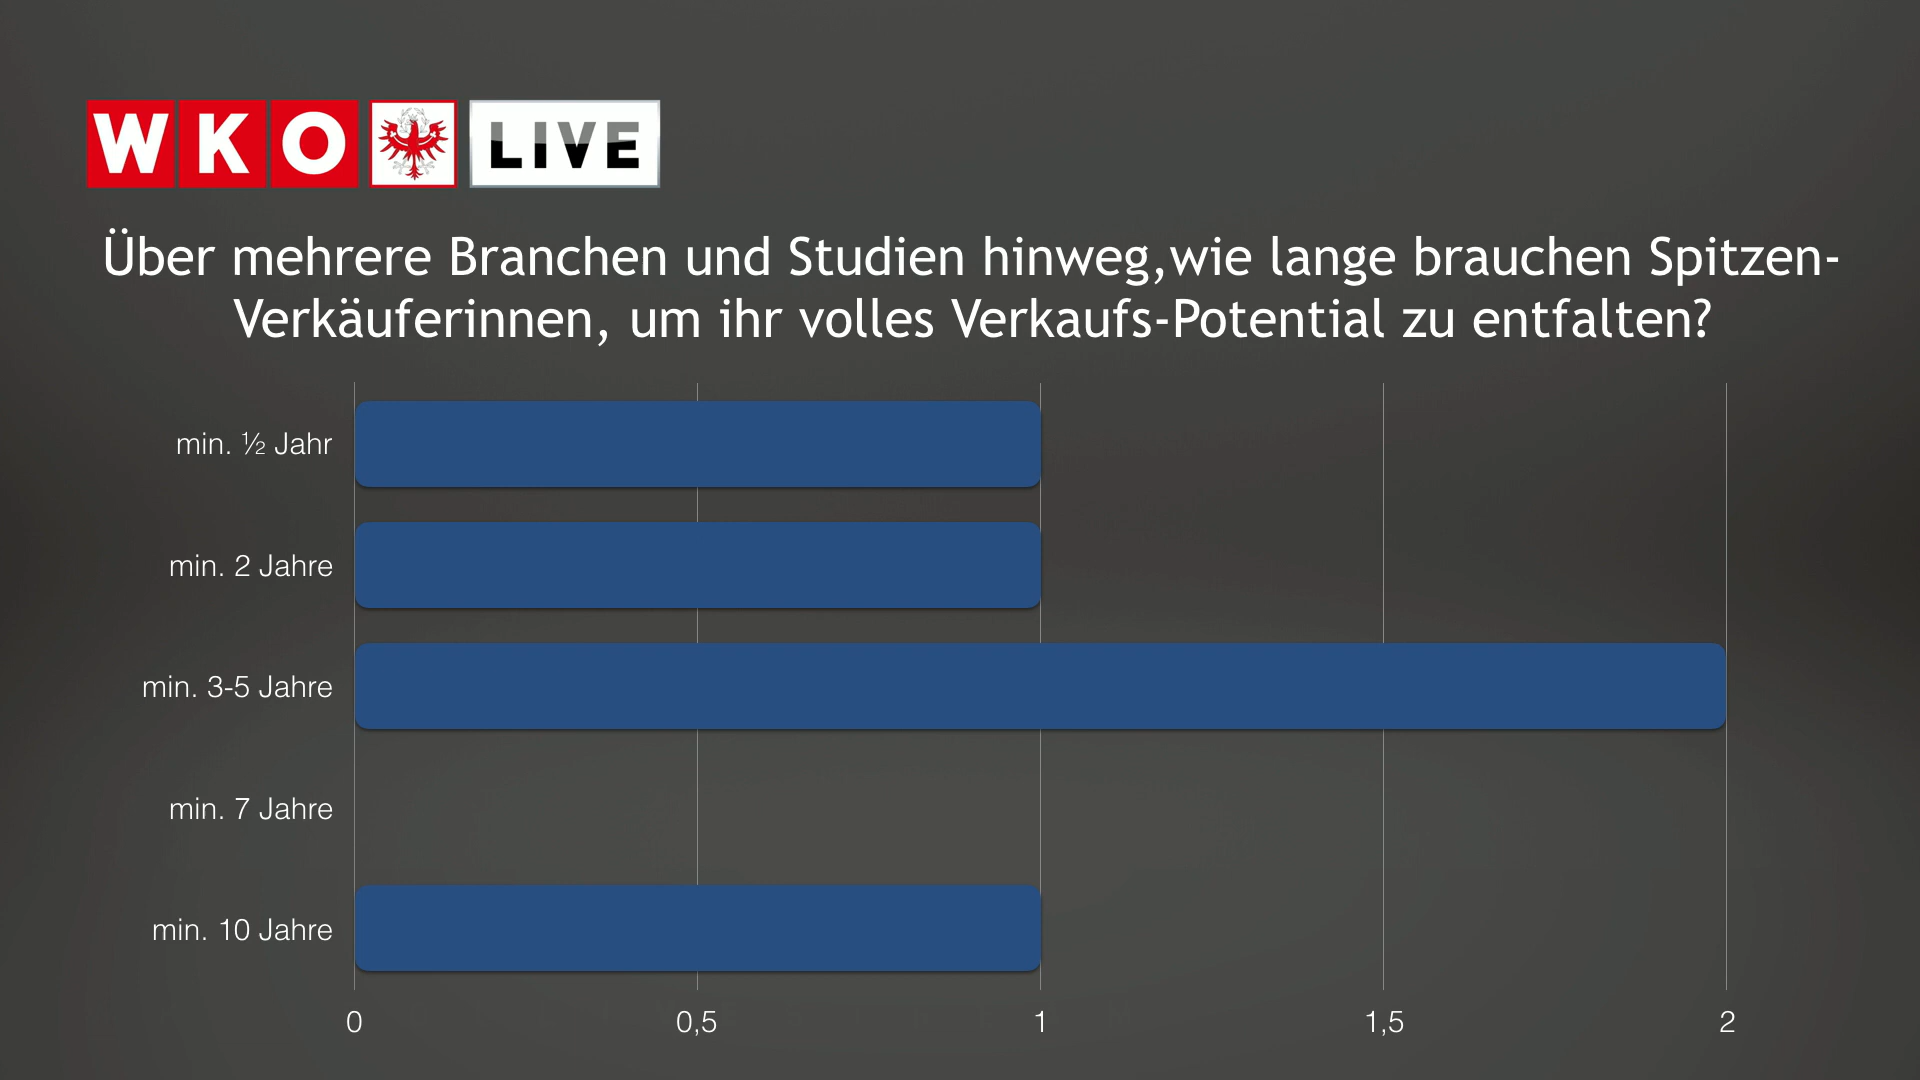 WKO LIVE
Über mehrere Branchen und Studien hinweg,wie lange brauchen Spitzen-
Verkäuferinnen, um ihr volles Verkaufs-Potential zu entfalten?
min. ½ Jahr
min. 2 Jahre
min. 3-5 Jahre
min. 7 Jahre
min. 10 Jahre
0 0,5 1 1,5 2